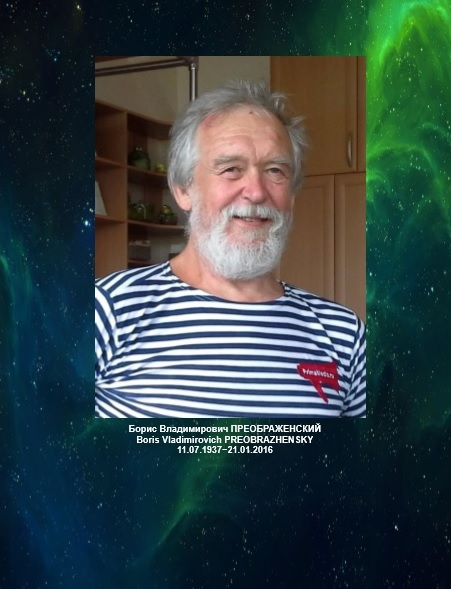 Борис Владимирович ПРЕОБРАЖЕНСКИЙ
Boris Vladimirovich PREOBRAZHENSKY
11.07.1937–21.01.2016